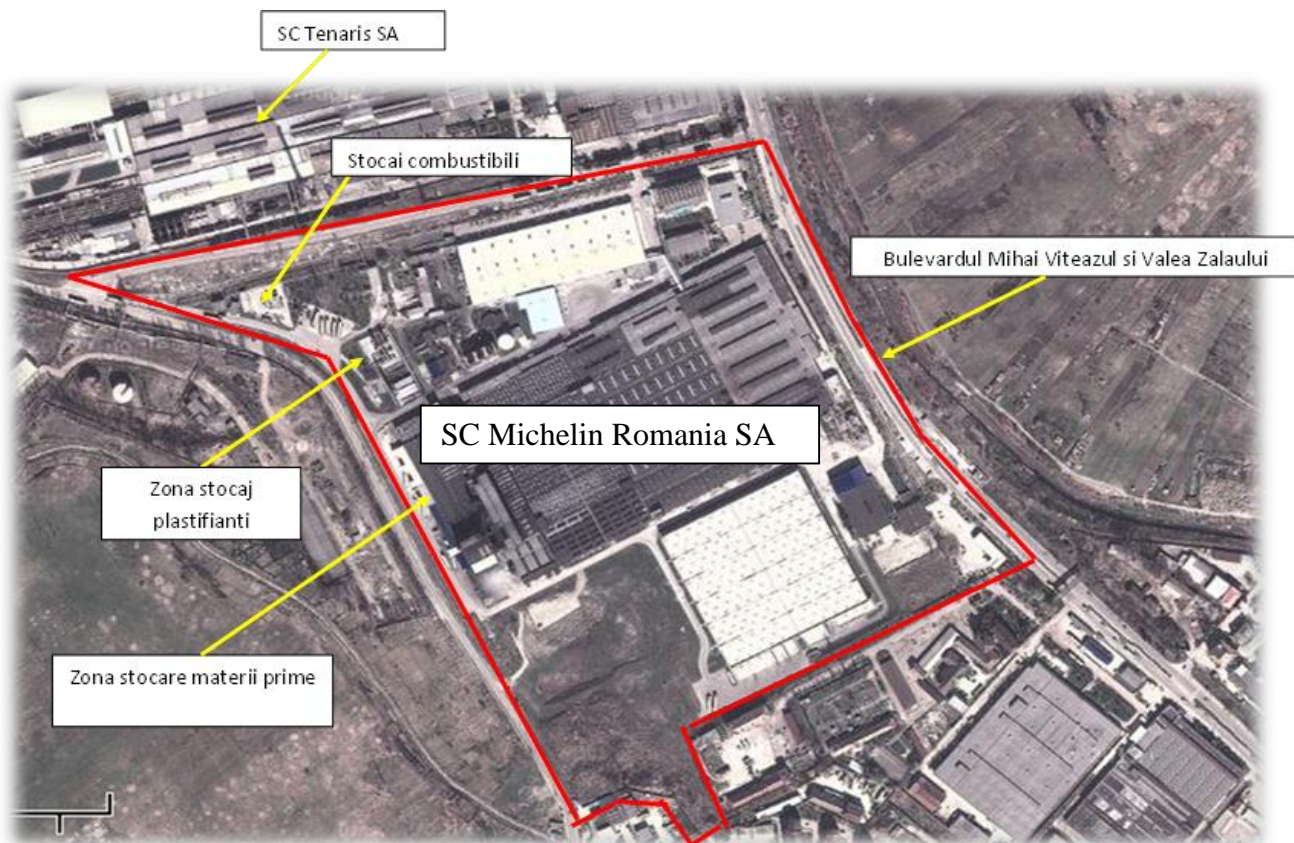 SC Tenaris SA
Stocai combustibili
Bulevardul Mihai Viteazul si Valea Zalaului
SC Michelin Romania SA
Zona stocaj
plastifianti
Zona stocare materii prime